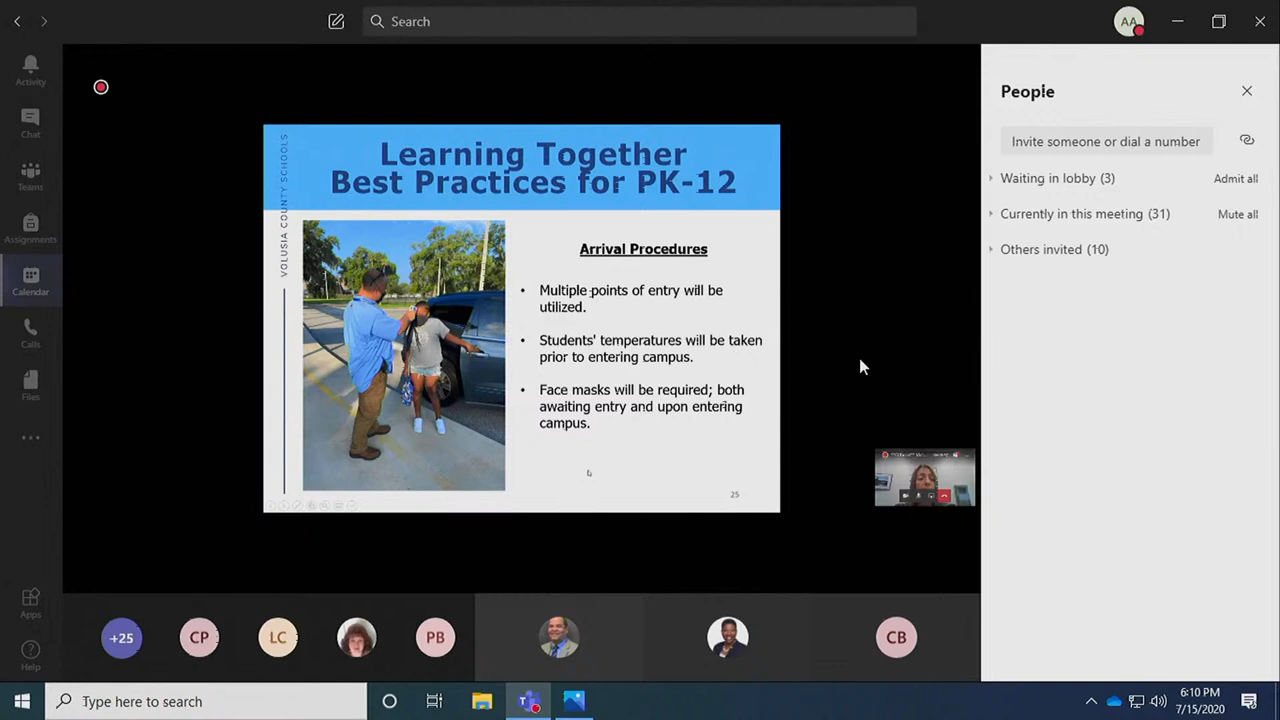 Search
AA
Activity
Chat
Teams
Assignments
Calendar
Calls
Files
Apps
Help
VOLUSIA COUNTY SCHOOLS
Learning Together
Best Practices for PK-12
Arrival Procedures
• Multiple points of entry will be
utilized.
• Students' temperatures will be taken
prior to entering campus.
• Face masks will be required; both
awaiting entry and upon entering
campus.
25
People
Invite someone or dial a number
Waiting in lobby (3)
Admit all
Currently in this meeting (31)
Mute all
Others invited (10)
+25
CP
LC
PB
CB
Type here to search
6:10 PM
7/15/2020